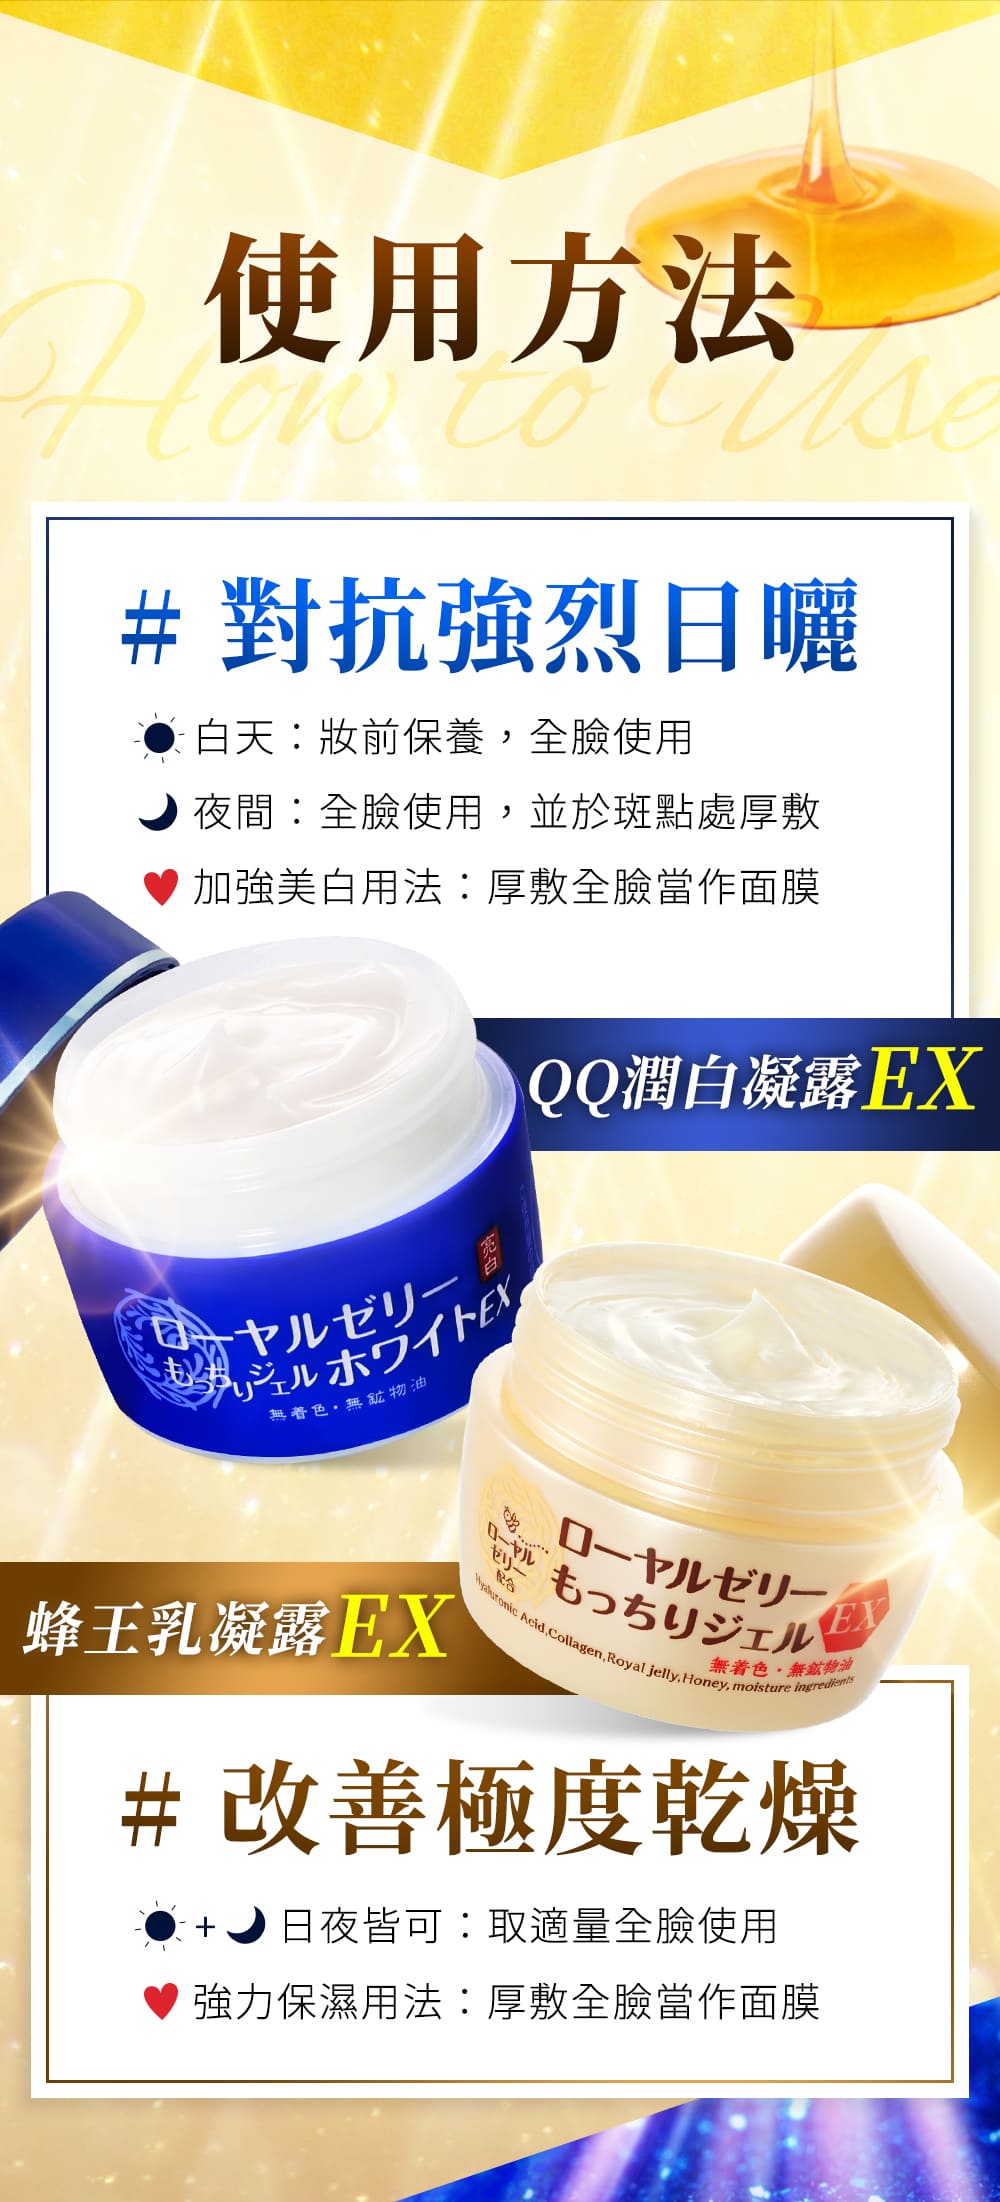 使用方法
How to Use
# 對抗強烈日曬
白天：妝前保養，全臉使用
夜間：全臉使用，並於斑點處厚敷
加強美白用法：厚敷全臉當作面膜
QQ潤白凝露EX
亮白
ローヤルゼリー
もっちりジェル ホワイトEX
無着色・無鉱物油
ローヤル
ゼリー
配合
ローヤルゼリー
もっちりジェル EX
無着色・無鉱物油
Hyaluronic Acid,Collagen,Royal jelly,Honey, moisture ingredients
蜂王乳凝露EX
# 改善極度乾燥
+ 日夜皆可：取適量全臉使用
強力保濕用法：厚敷全臉當作面膜